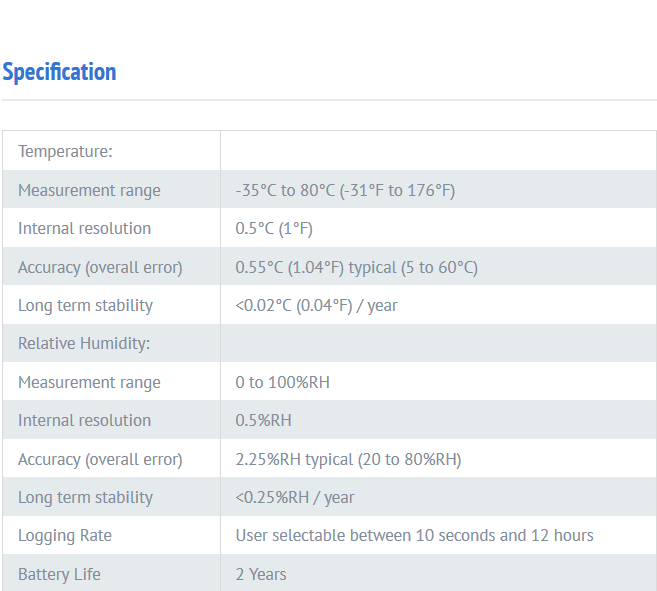 Specification
Temperature:
Measurement range -35°C to 80°C (-31°F to 176°F)
Internal resolution 0.5°C (1°F)
Accuracy (overall error) 0.55°C (1.04°F) typical (5 to 60°C)
Long term stability <0.02°C (0.04°F) / year
Relative Humidity:
Measurement range 0 to 100%RH
Internal resolution 0.5%RH
Accuracy (overall error) 2.25%RH typical (20 to 80%RH)
Long term stability <0.25%RH / year
Logging Rate User selectable between 10 seconds and 12 hours
Battery Life 2 Years